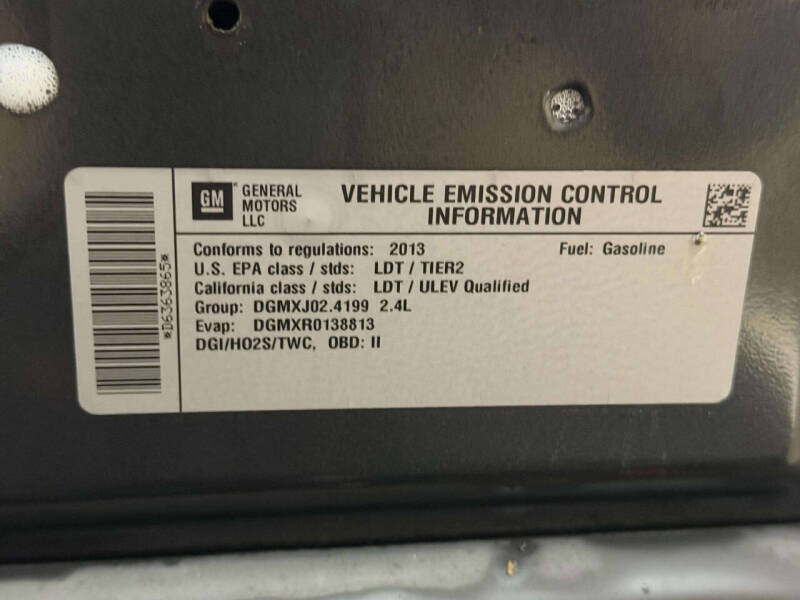 GM GENERAL MOTORS LLC
VEHICLE EMISSION CONTROL
INFORMATION
Conforms to regulations: 2013 Fuel: Gasoline
U.S. EPA class / stds: LDT / TIER2
California class / stds: LDT / ULEV Qualified
Group: DGMXJ02.4199 2.4L
Evap: DGMXR0138813
DGI/HO2S/TWC, OBD: II
*D6363865*